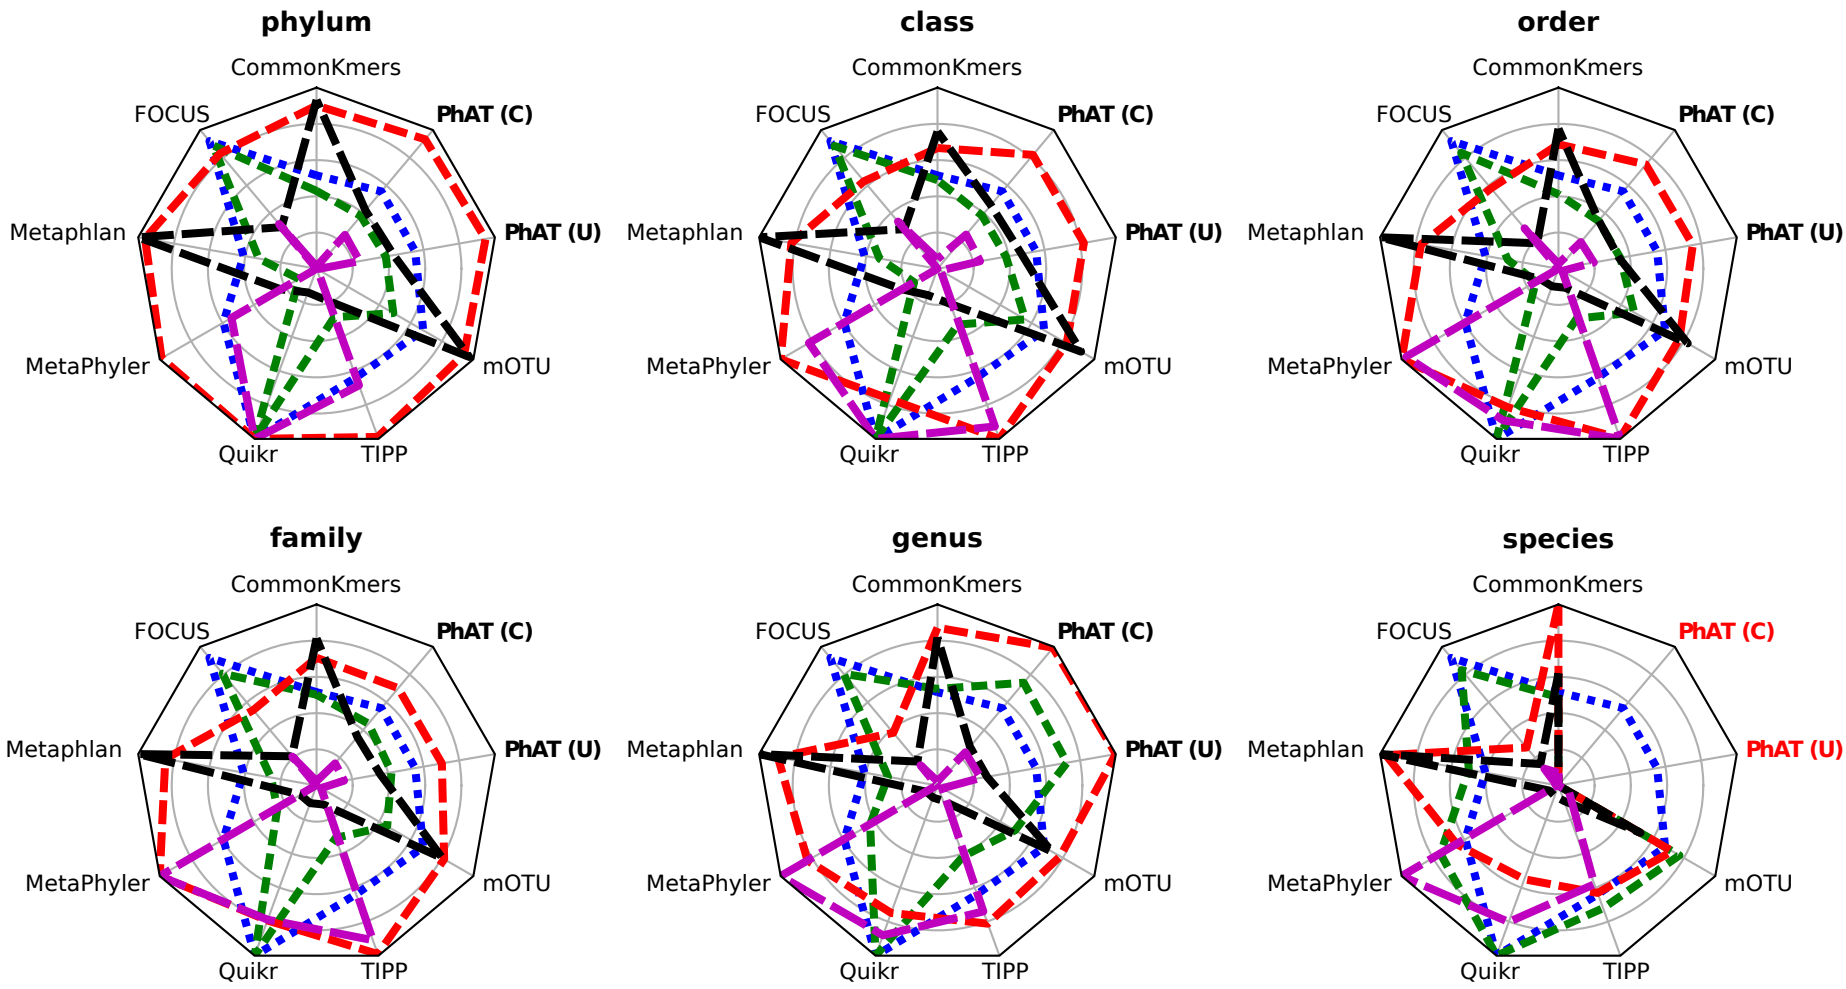 phylum
CommonKmers
FOCUS
PhAT (C)
Metaphlan
PhAT (U)
MetaPhyler
mOTU
Quikr
TIPP
class
CommonKmers
FOCUS
PhAT (C)
Metaphlan
PhAT (U)
MetaPhyler
mOTU
Quikr
TIPP
order
CommonKmers
FOCUS
PhAT (C)
Metaphlan
PhAT (U)
MetaPhyler
mOTU
Quikr
TIPP
family
CommonKmers
FOCUS
PhAT (C)
Metaphlan
PhAT (U)
MetaPhyler
mOTU
Quikr
TIPP
genus
CommonKmers
FOCUS
PhAT (C)
Metaphlan
PhAT (U)
MetaPhyler
mOTU
Quikr
TIPP
species
CommonKmers
FOCUS
PhAT (C)
Metaphlan
PhAT (U)
MetaPhyler
mOTU
Quikr
TIPP